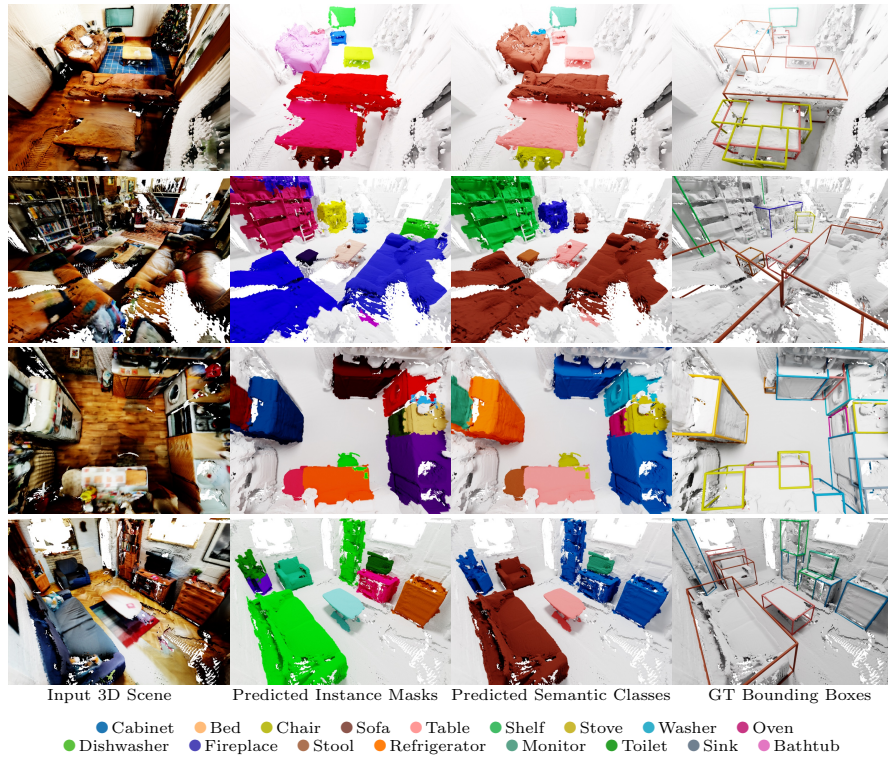 Input 3D Scene Predicted Instance Masks Predicted Semantic Classes GT Bounding Boxes
Cabinet Bed Chair Sofa Table Shelf Stove Washer Oven
Dishwasher Fireplace Stool Refrigerator Monitor Toilet Sink Bathtub